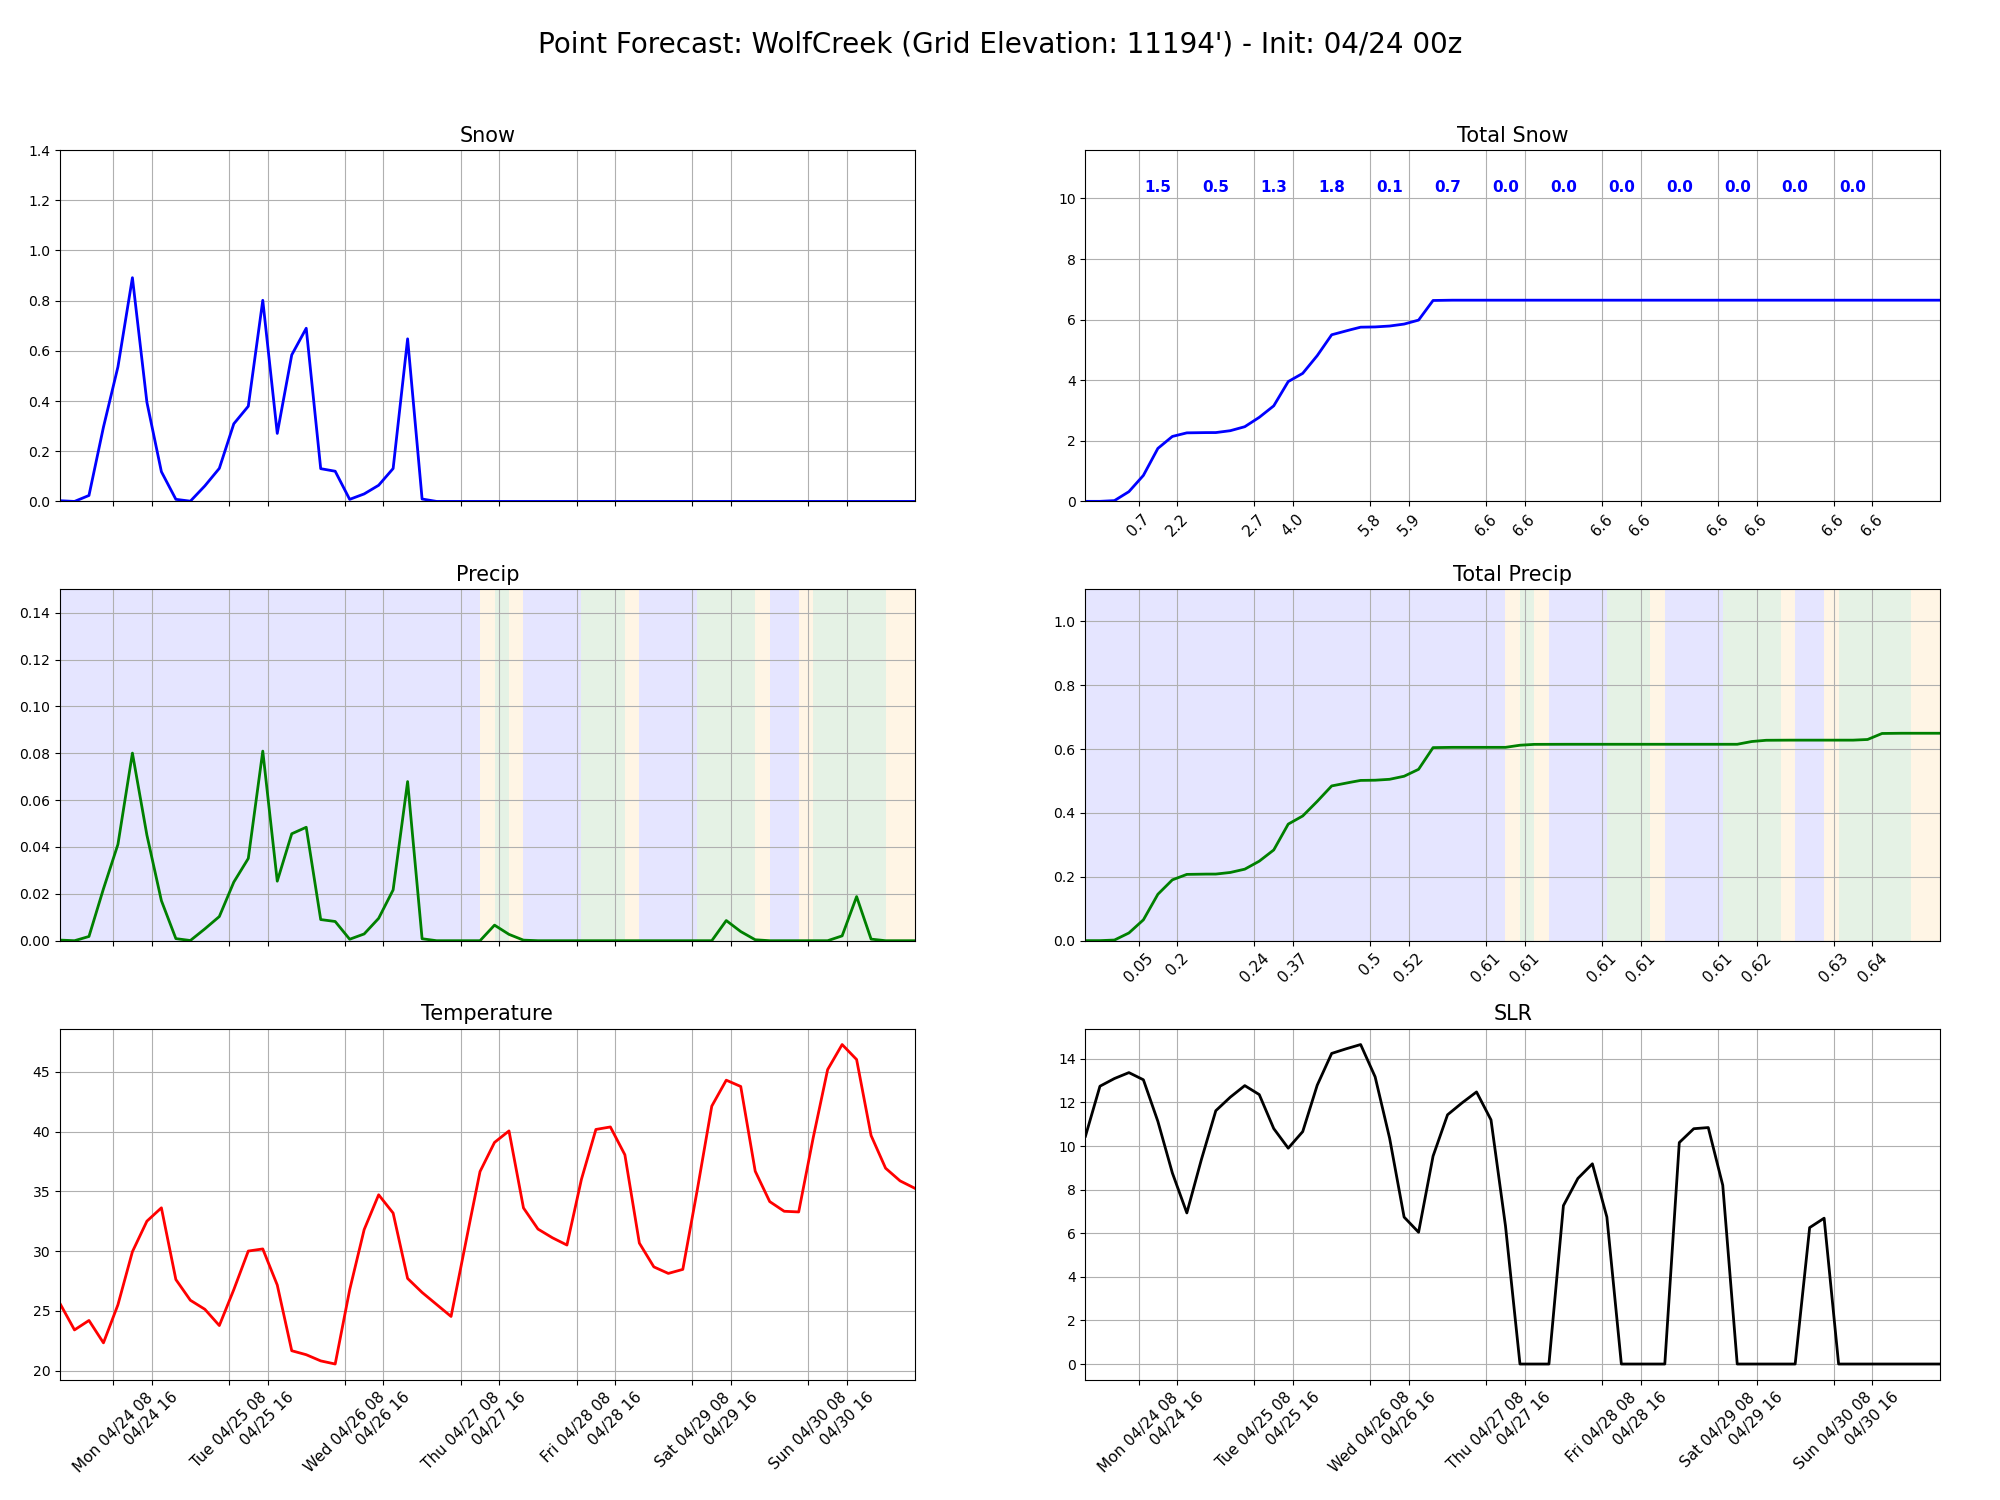 Point Forecast: WolfCreek (Grid Elevation: 11194') - Init: 04/24 00z
Snow
1.4
1.2
1.0
0.8
0.6
0.4
0.2
0.0
Total Snow
1.5 0.5 1.3 1.8 0.1 0.7 0.0 0.0 0.0 0.0 0.0 0.0 0.0
10
8
6
4
2
0
0.7 2.2 2.7 4.0 5.8 5.9 6.6 6.6 6.6 6.6 6.6 6.6 6.6 6.6
Precip
0.14
0.12
0.10
0.08
0.06
0.04
0.02
0.00
Total Precip
1.0
0.8
0.6
0.4
0.2
0.0
0.05 0.2 0.24 0.37 0.5 0.52 0.61 0.61 0.61 0.61 0.61 0.62 0.63 0.64
Temperature
45
40
35
30
25
20
Mon 04/24 08
04/24 16
Tue 04/25 08
04/25 16
Wed 04/26 08
04/26 16
Thu 04/27 08
04/27 16
Fri 04/28 08
04/28 16
Sat 04/29 08
04/29 16
Sun 04/30 08
04/30 16
SLR
14
12
10
8
6
4
2
0
Mon 04/24 08
04/24 16
Tue 04/25 08
04/25 16
Wed 04/26 08
04/26 16
Thu 04/27 08
04/27 16
Fri 04/28 08
04/28 16
Sat 04/29 08
04/29 16
Sun 04/30 08
04/30 16